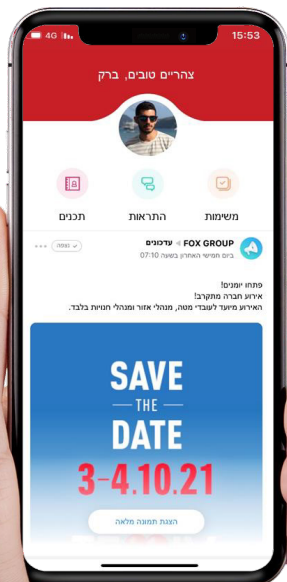 4G
15:53
צהריים טובים, ברק
משימות
התראות
תכנים
FOX GROUP ◂ עדכונים
ביום חמישי האחרון בשעה 07:10
נצפה
פתחו יומנים!
אירוע חברה מתקרב!
האירוע מיועד לעובדי מטה, מנהלי אזור ומנהלי חנויות בלבד.
SAVE
THE
DATE
3-4.10.21
הצגת תמונה מלאה